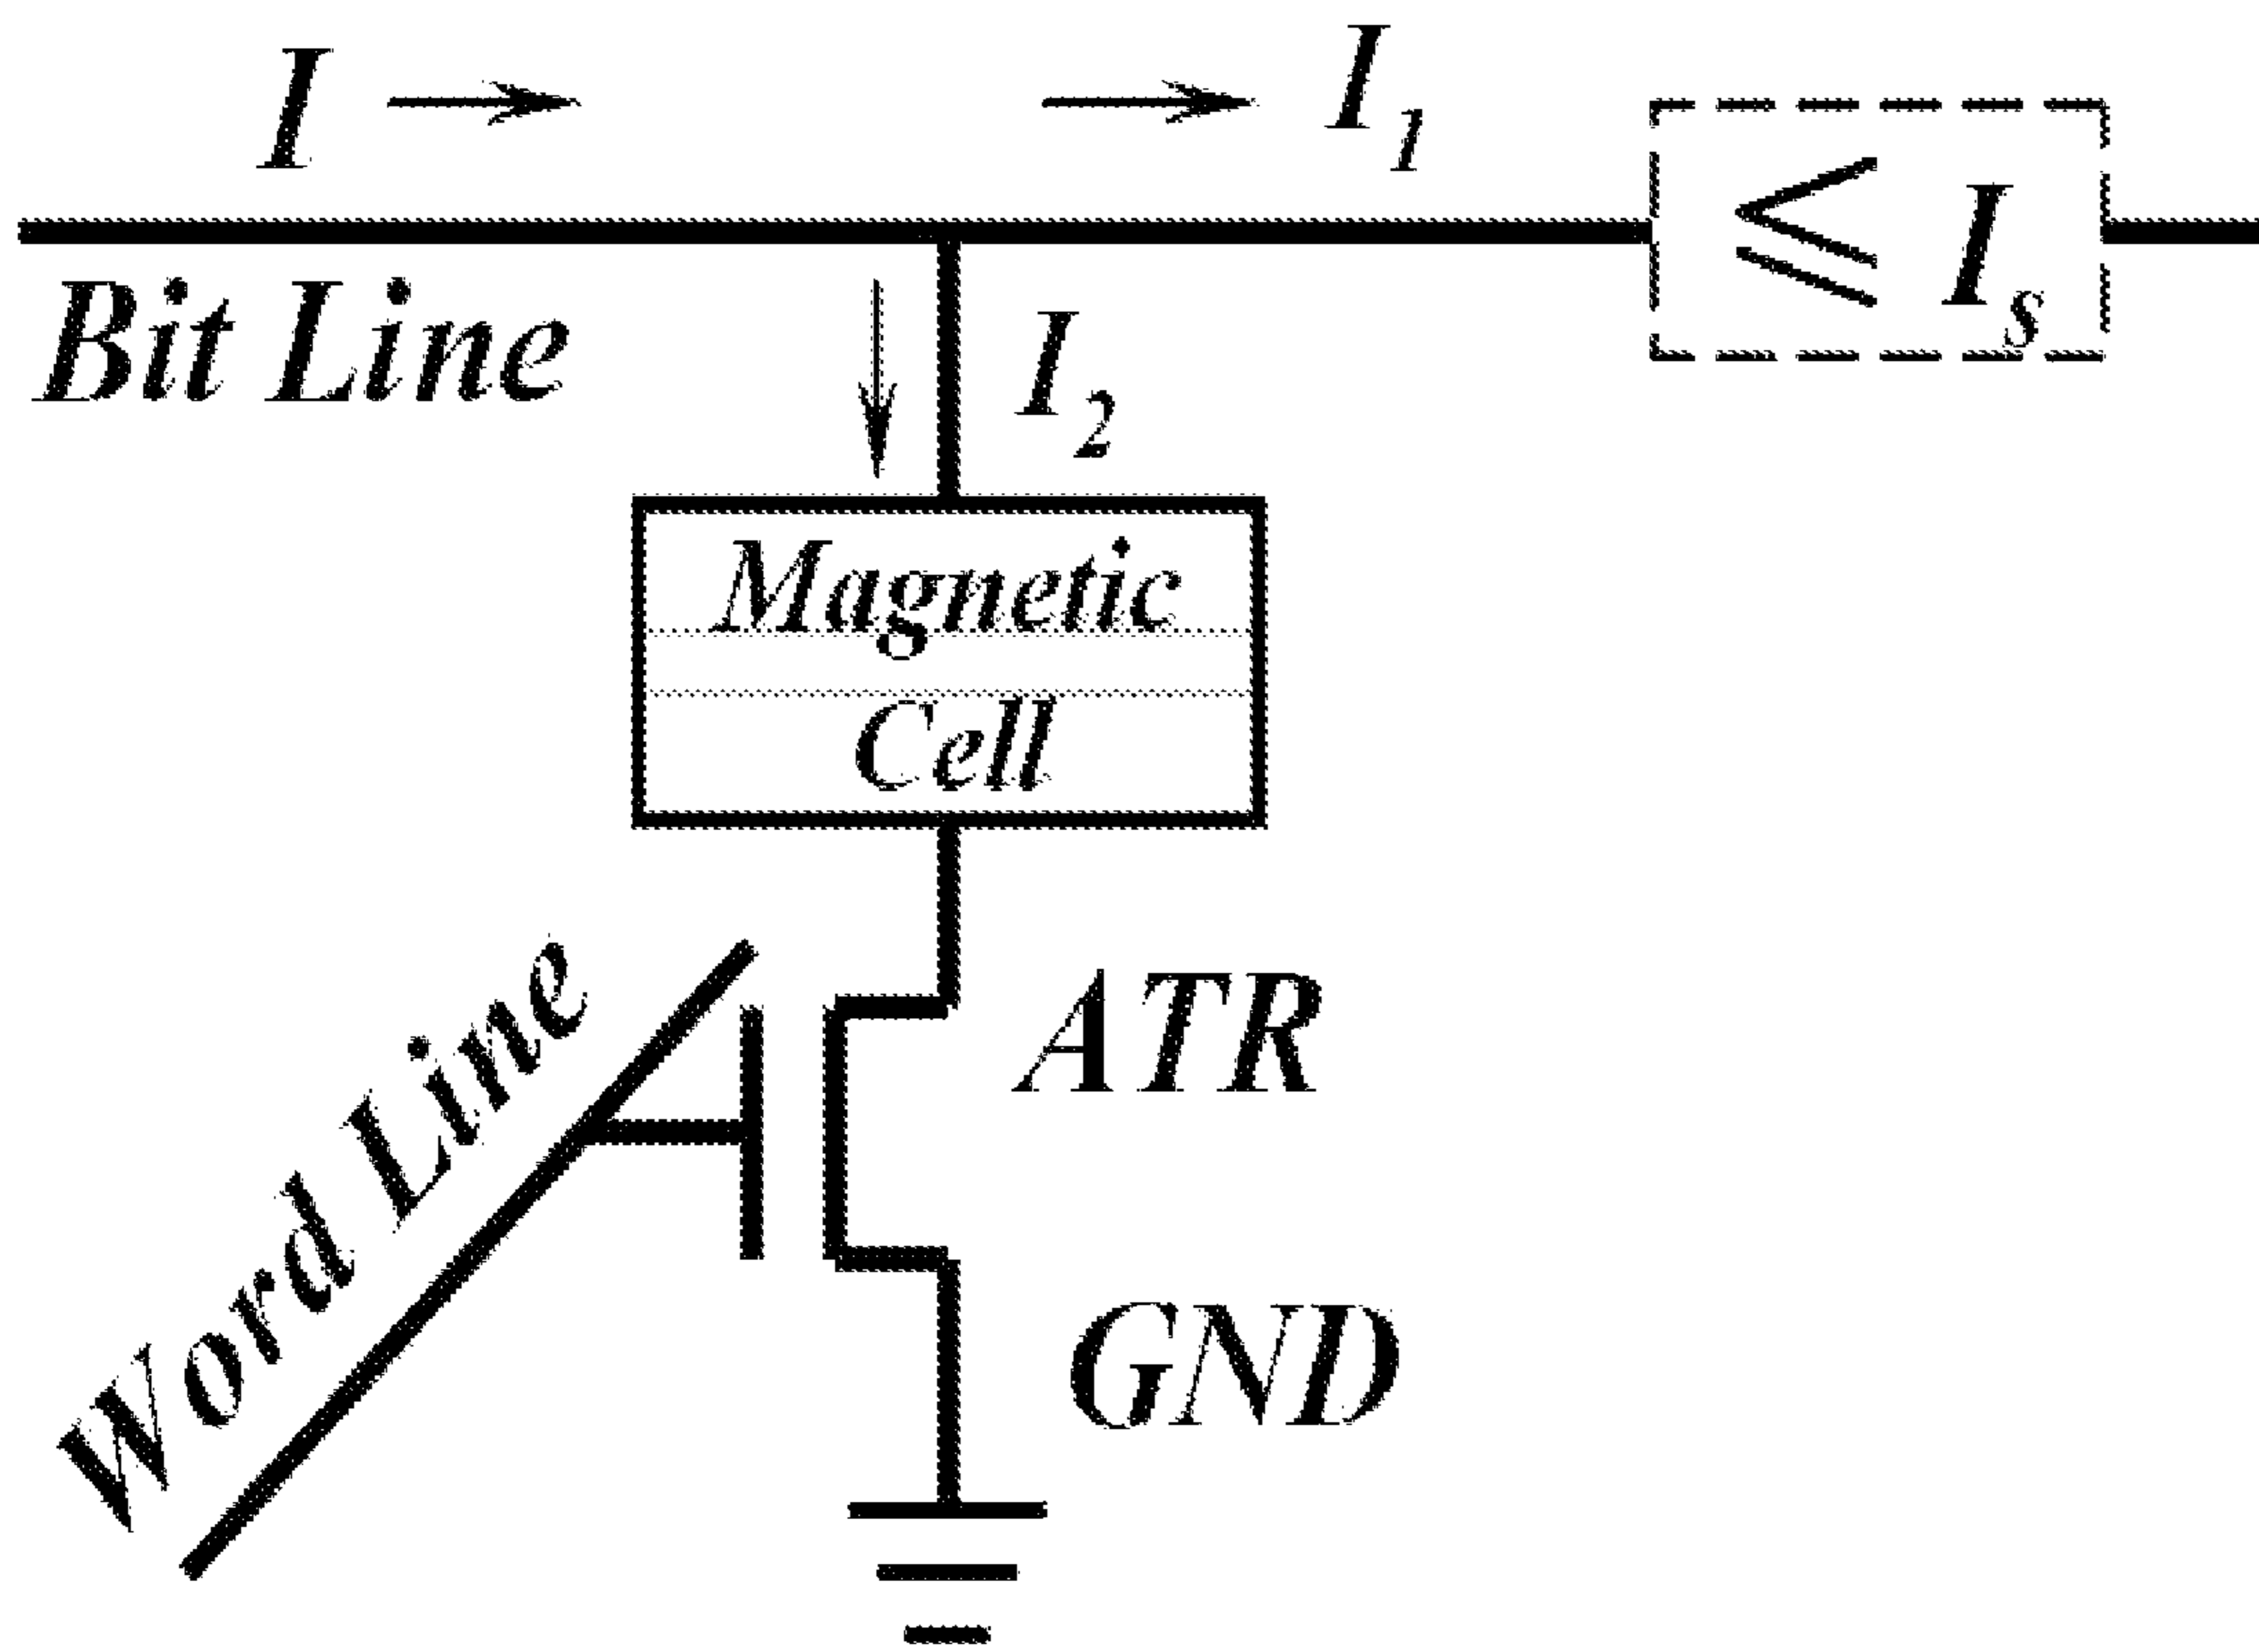 I
I₁
≤ Iₛ
Bit Line
I₂
Magnetic
Cell
Word Line
ATR
GND